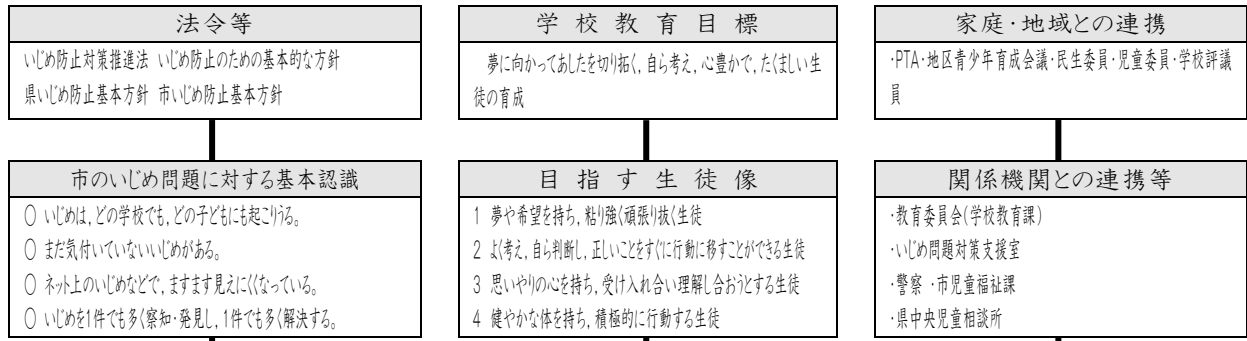 法令等
いじめ防止対策推進法 いじめ防止のための基本的な方針
県いじめ防止基本方針 市いじめ防止基本方針
学校教育目標
夢に向かってあしたを切り拓く,自ら考え,心豊かで,たくましい生
徒の育成
家庭・地域との連携
・PTA・地区青少年育成会議・民生委員・児童委員・学校評議
員
市のいじめ問題に対する基本認識
○ いじめは,どの学校でも,どの子どもにも起こりうる。
○ まだ気付いていないいじめがある。
○ ネット上のいじめなどで,ますます見えにくくなっている。
○ いじめを1件でも多く察知・発見し,1件でも多く解決する。
目指す生徒像
1 夢や希望を持ち,粘り強く頑張り抜く生徒
2 よく考え,自ら判断し,正しいことをすぐに行動に移すことができる生徒
3 思いやりの心を持ち,受け入れ合い理解し合おうとする生徒
4 健やかな体を持ち,積極的に行動する生徒
関係機関との連携等
・教育委員会(学校教育課)
・いじめ問題対策支援室
・警察 ・市児童福祉課
・県中央児童相談所